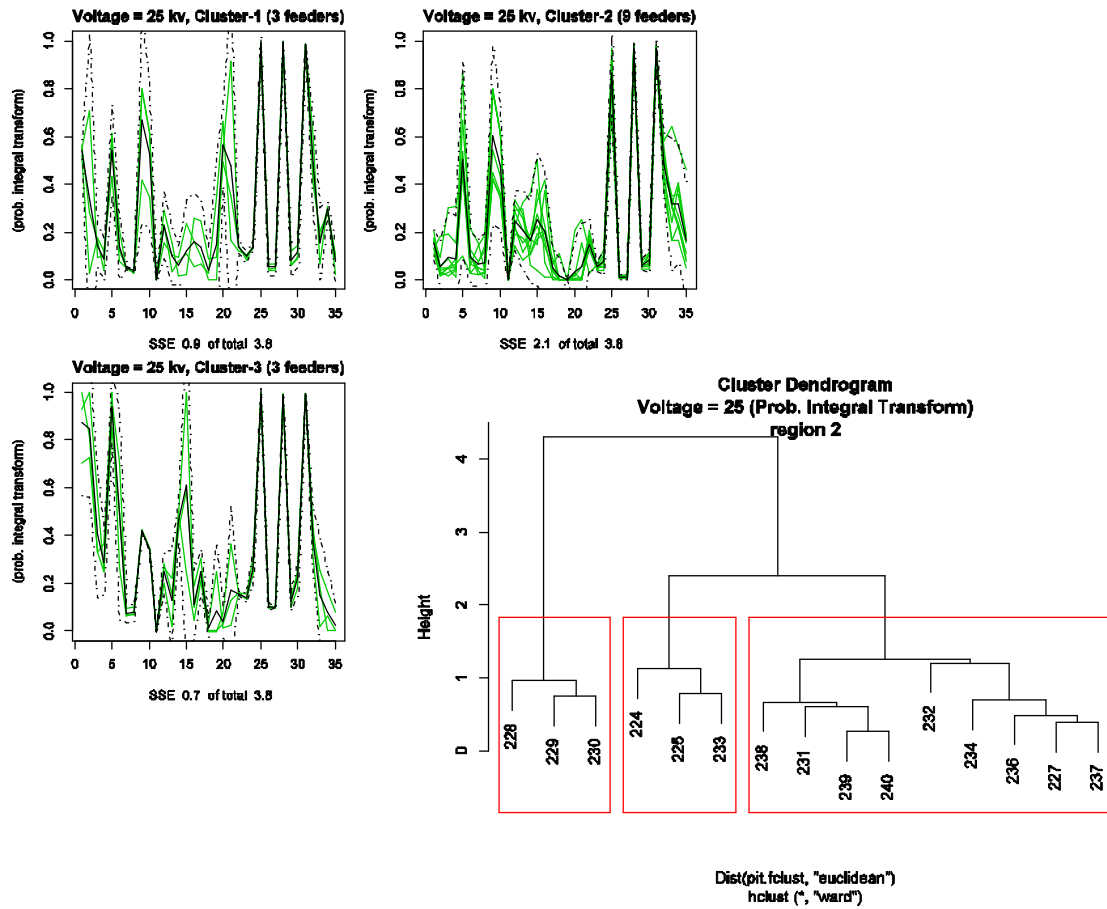 Voltage = 25 kv, Cluster-1 (3 feeders)
(prob. integral transform)
1.0
0.8
0.6
0.4
0.2
0.0
0 5 10 15 20 25 30 35
SSE 0.9 of total 3.8
Voltage = 25 kv, Cluster-2 (9 feeders)
(prob. integral transform)
1.0
0.8
0.6
0.4
0.2
0.0
0 5 10 15 20 25 30 35
SSE 2.1 of total 3.8
Voltage = 25 kv, Cluster-3 (3 feeders)
(prob. integral transform)
1.0
0.8
0.6
0.4
0.2
0.0
0 5 10 15 20 25 30 35
SSE 0.7 of total 3.8
Cluster Dendrogram
Voltage = 25 (Prob. Integral Transform)
region 2
Height
4
3
2
1
0
228
229
230
224
225
233
238
231
239
240
232
234
236
227
237
Dist(pit.fclust, "euclidean")
hclust (*, "ward")